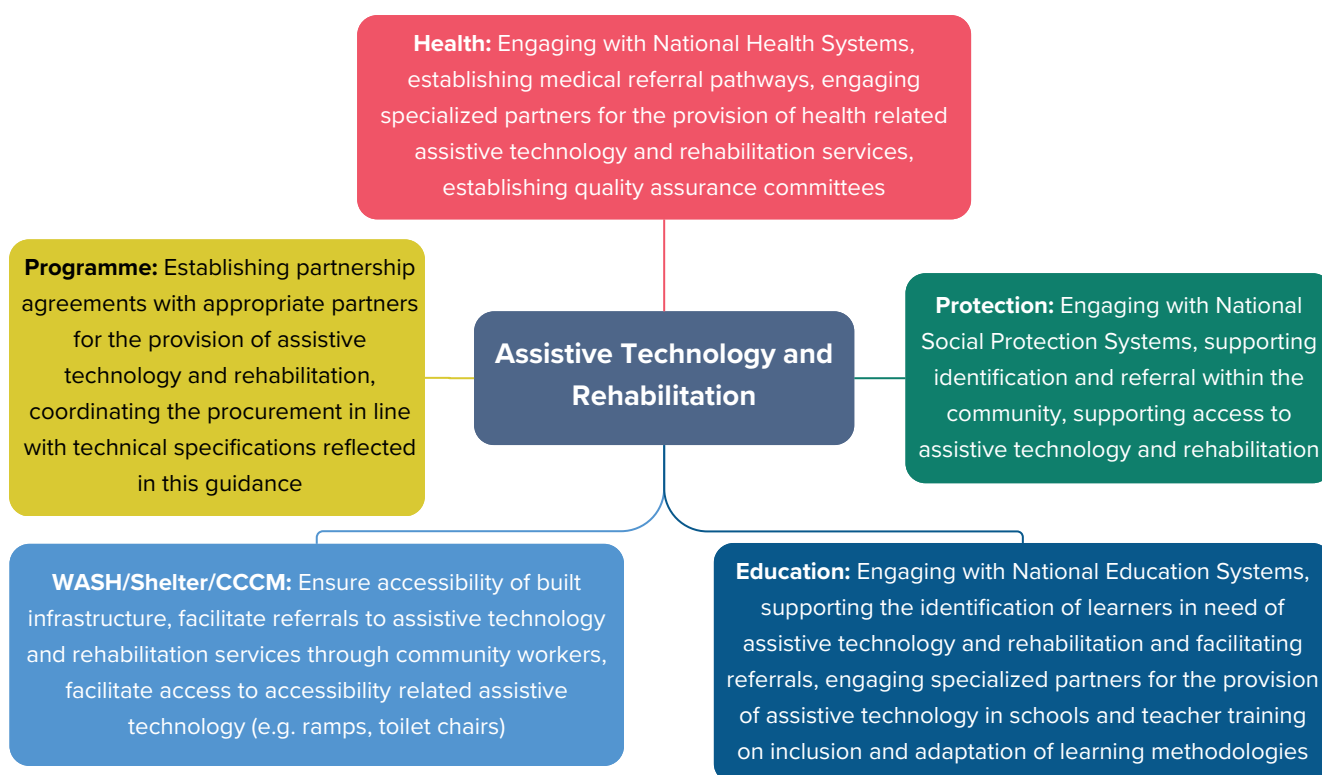 Health: Engaging with National Health Systems,
establishing medical referral pathways, engaging
specialized partners for the provision of health related
assistive technology and rehabilitation services,
establishing quality assurance committees
Programme: Establishing partnership
agreements with appropriate partners
for the provision of assistive
technology and rehabilitation,
coordinating the procurement in line
with technical specifications reflected
in this guidance
Assistive Technology and
Rehabilitation
Protection: Engaging with National
Social Protection Systems, supporting
identification and referral within the
community, supporting access to
assistive technology and rehabilitation
WASH/Shelter/CCCM: Ensure accessibility of built
infrastructure, facilitate referrals to assistive technology
and rehabilitation services through community workers,
facilitate access to accessibility related assistive
technology (e.g. ramps, toilet chairs)
Education: Engaging with National Education Systems,
supporting the identification of learners in need of
assistive technology and rehabilitation and facilitating
referrals, engaging specialized partners for the provision
of assistive technology in schools and teacher training
on inclusion and adaptation of learning methodologies